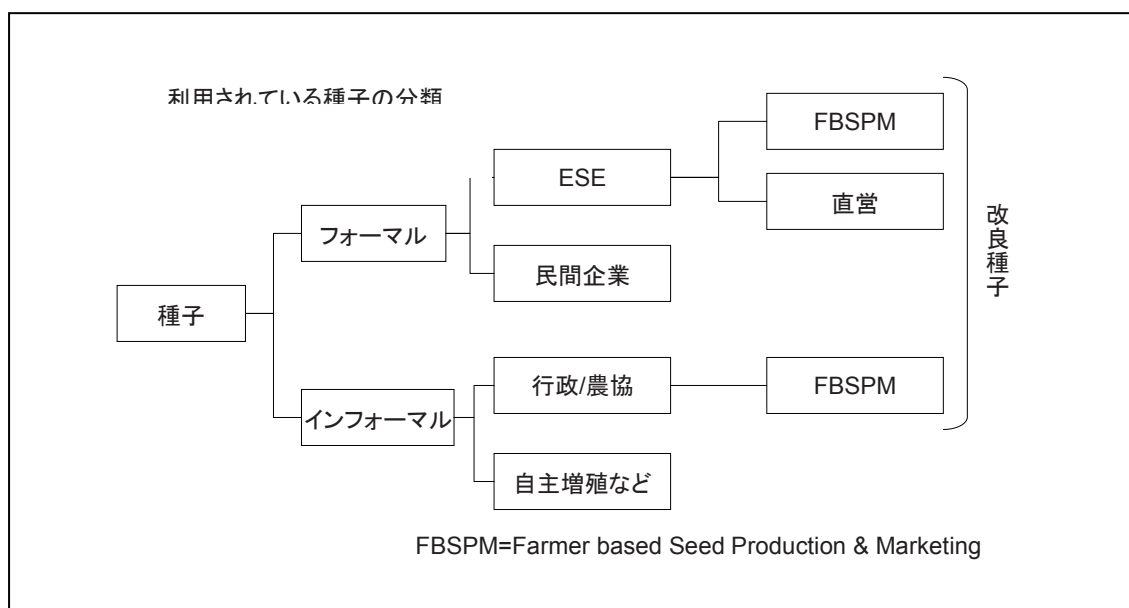 利用されている種子の分類
FBSPM
ESE
直営
フォーマル
民間企業
種子
改良種子
行政/農協
FBSPM
インフォーマル
自主増殖など
FBSPM=Farmer based Seed Production & Marketing